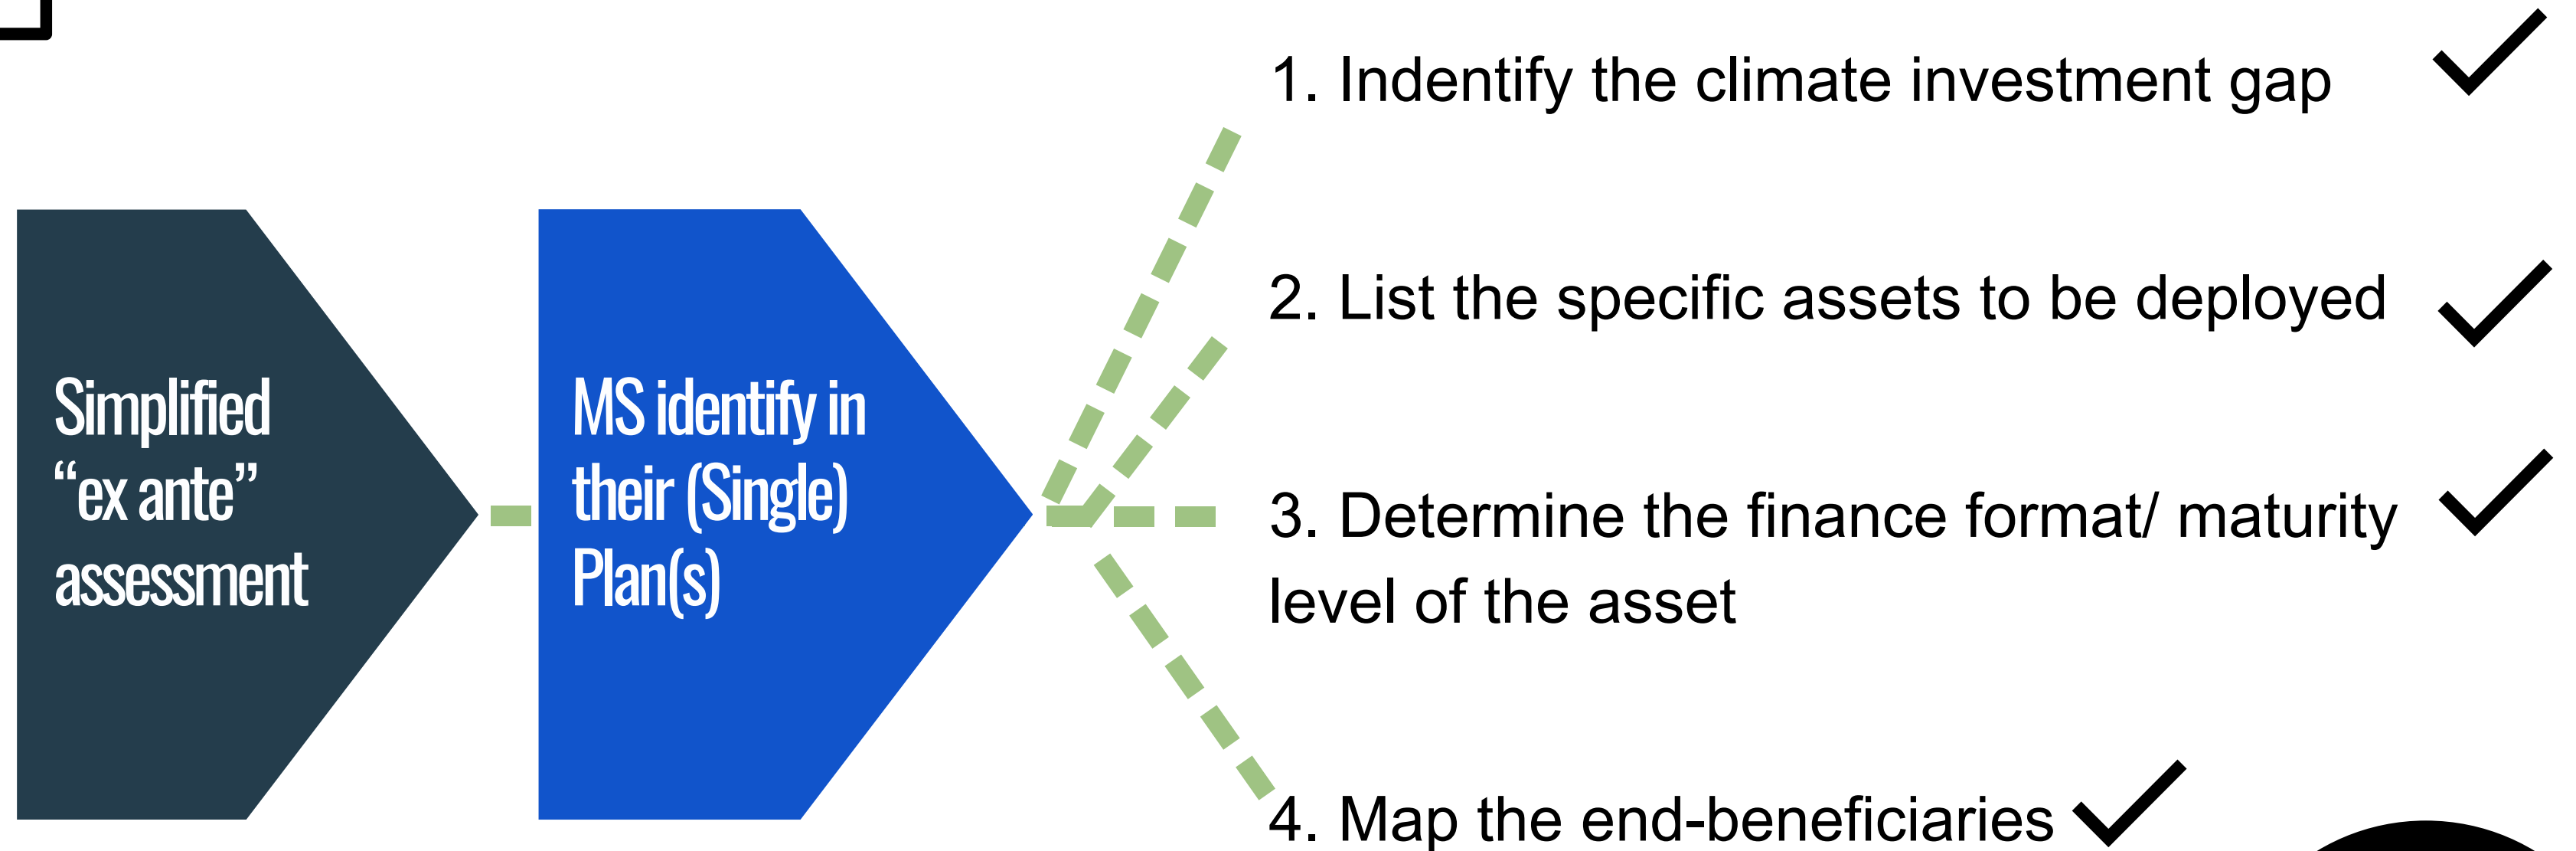 Simplified
“ex ante”
assessment
MS identify in
their (Single)
Plan(s)
1. Indentify the climate investment gap
2. List the specific assets to be deployed
3. Determine the finance format/ maturity
level of the asset
4. Map the end-beneficiaries